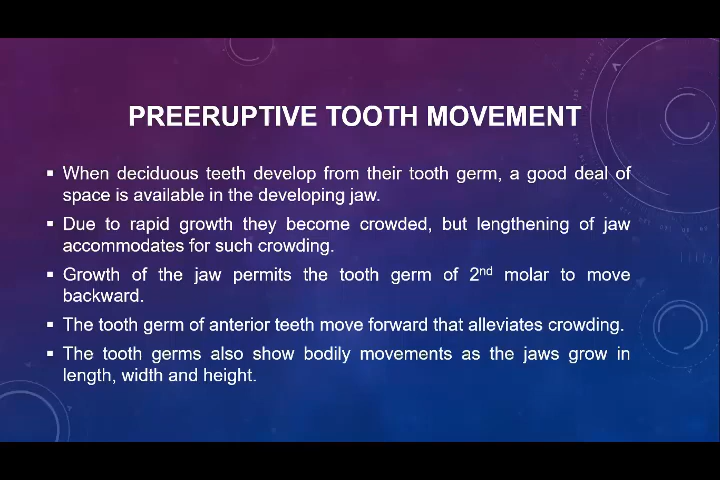 PREERUPTIVE TOOTH MOVEMENT
▪ When deciduous teeth develop from their tooth germ, a good deal of
space is available in the developing jaw.
▪ Due to rapid growth they become crowded, but lengthening of jaw
accommodates for such crowding.
▪ Growth of the jaw permits the tooth germ of 2nd molar to move
backward.
▪ The tooth germ of anterior teeth move forward that alleviates crowding.
▪ The tooth germs also show bodily movements as the jaws grow in
length, width and height.